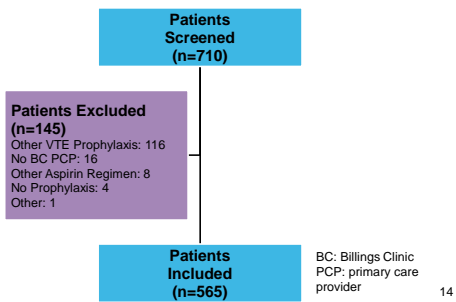 Patients
Screened
(n=710)
Patients Excluded
(n=145)
Other VTE Prophylaxis: 116
No BC PCP: 16
Other Aspirin Regimen: 8
No Prophylaxis: 4
Other: 1
Patients
Included
(n=565)
BC: Billings Clinic
PCP: primary care
provider
14